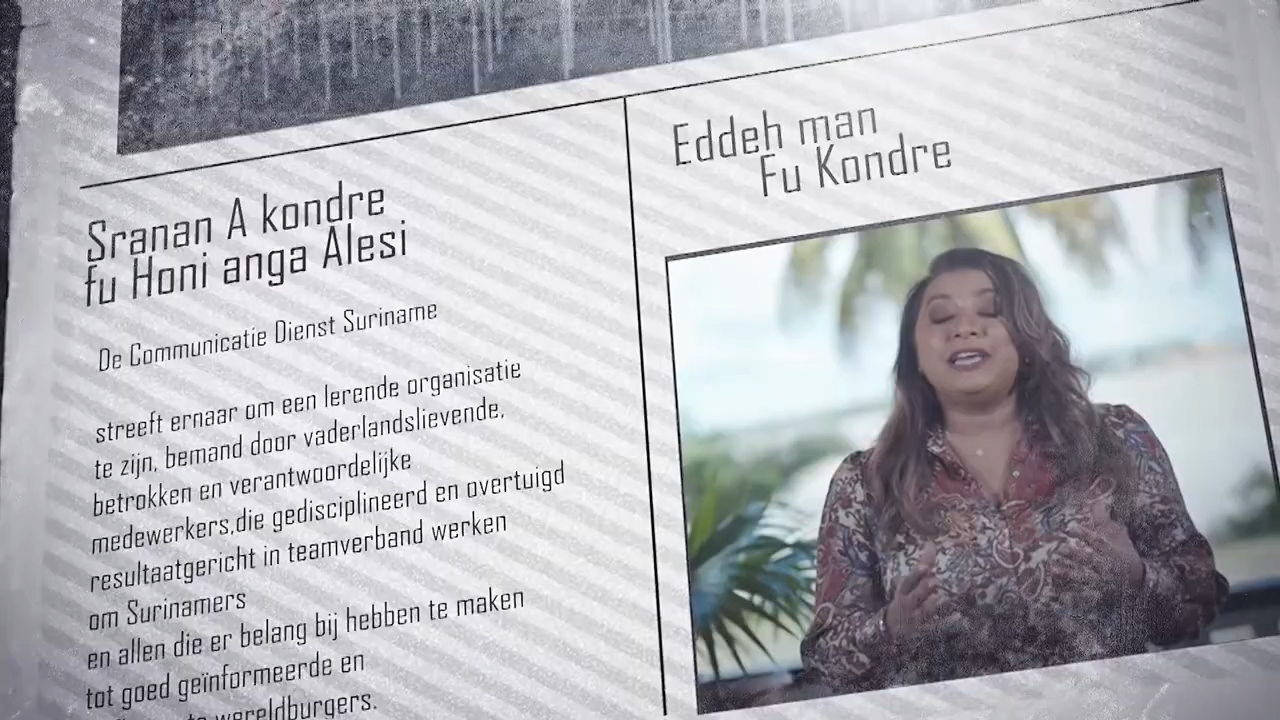 Sranan A kondre
fu Honi anga Alesi
De Communicatie Dienst Suriname
streeft ernaar om een lerende organisatie
te zijn, bemand door vaderlandslievende,
betrokken en verantwoordelijke
medewerkers,die gedisciplineerd en overtuigd
resultaatgericht in teamverband werken
om Surinamers
en allen die er belang bij hebben te maken
tot goed geïnformeerde en
wereldburgers.
Eddeh man
Fu Kondre